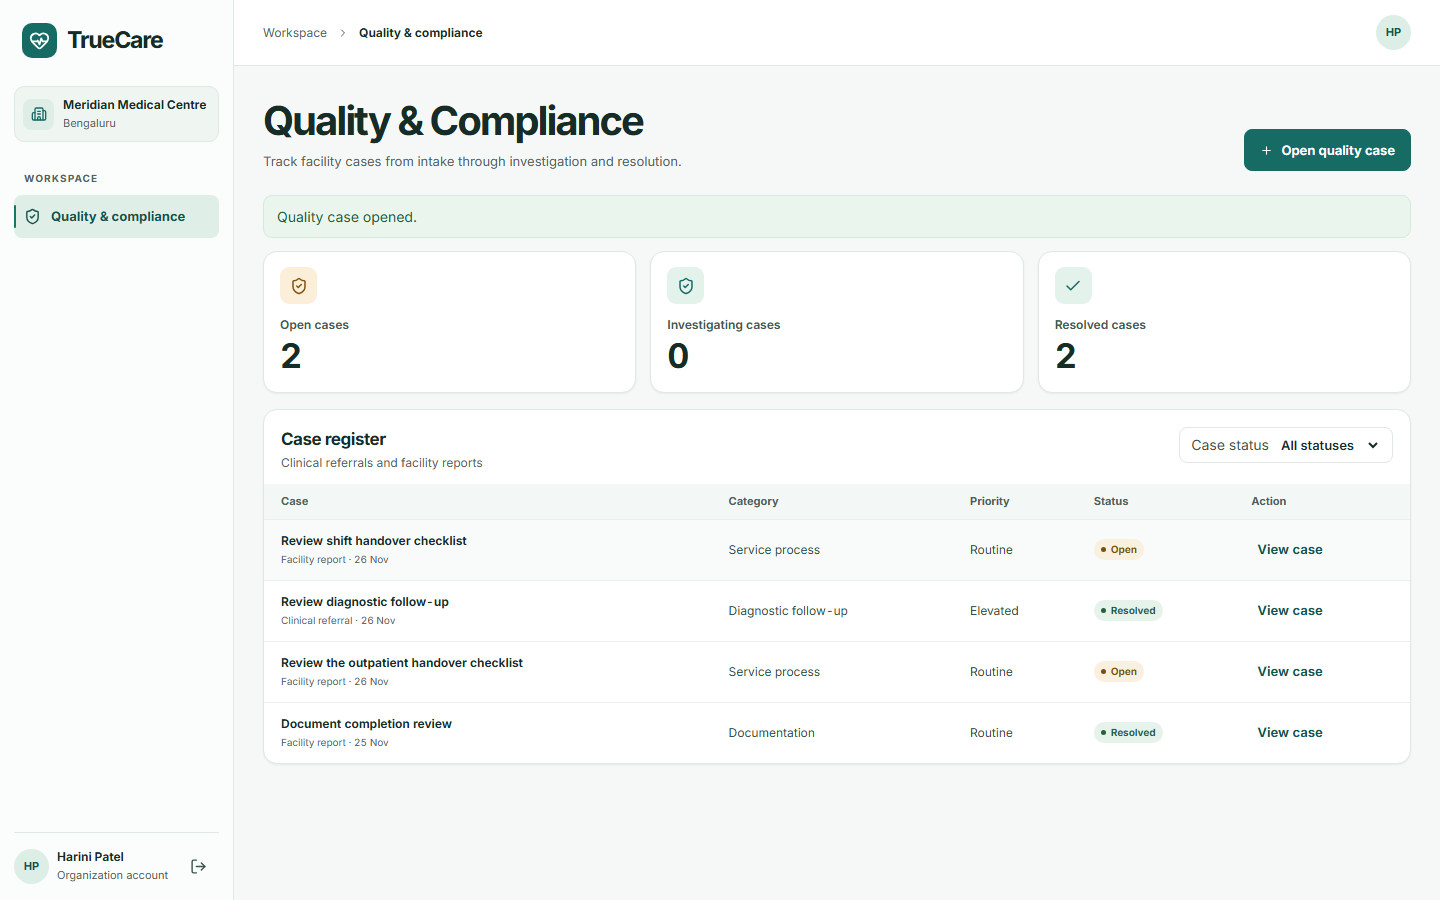 TrueCare
Meridian Medical Centre
Bengaluru
WORKSPACE
Quality & compliance
Harini Patel
HP
Organization account
Workspace > Quality & compliance
HP
Quality & Compliance
Track facility cases from intake through investigation and resolution.
+ Open quality case
Quality case opened.
Open cases
2
Investigating cases
0
Resolved cases
2
Case register
Clinical referrals and facility reports
Case status All statuses
Case Category Priority Status Action
Review shift handover checklist
Facility report · 26 Nov
Service process Routine Open View case
Review diagnostic follow-up
Clinical referral · 26 Nov
Diagnostic follow-up Elevated Resolved View case
Review the outpatient handover checklist
Facility report · 26 Nov
Service process Routine Open View case
Document completion review
Facility report · 25 Nov
Documentation Routine Resolved View case